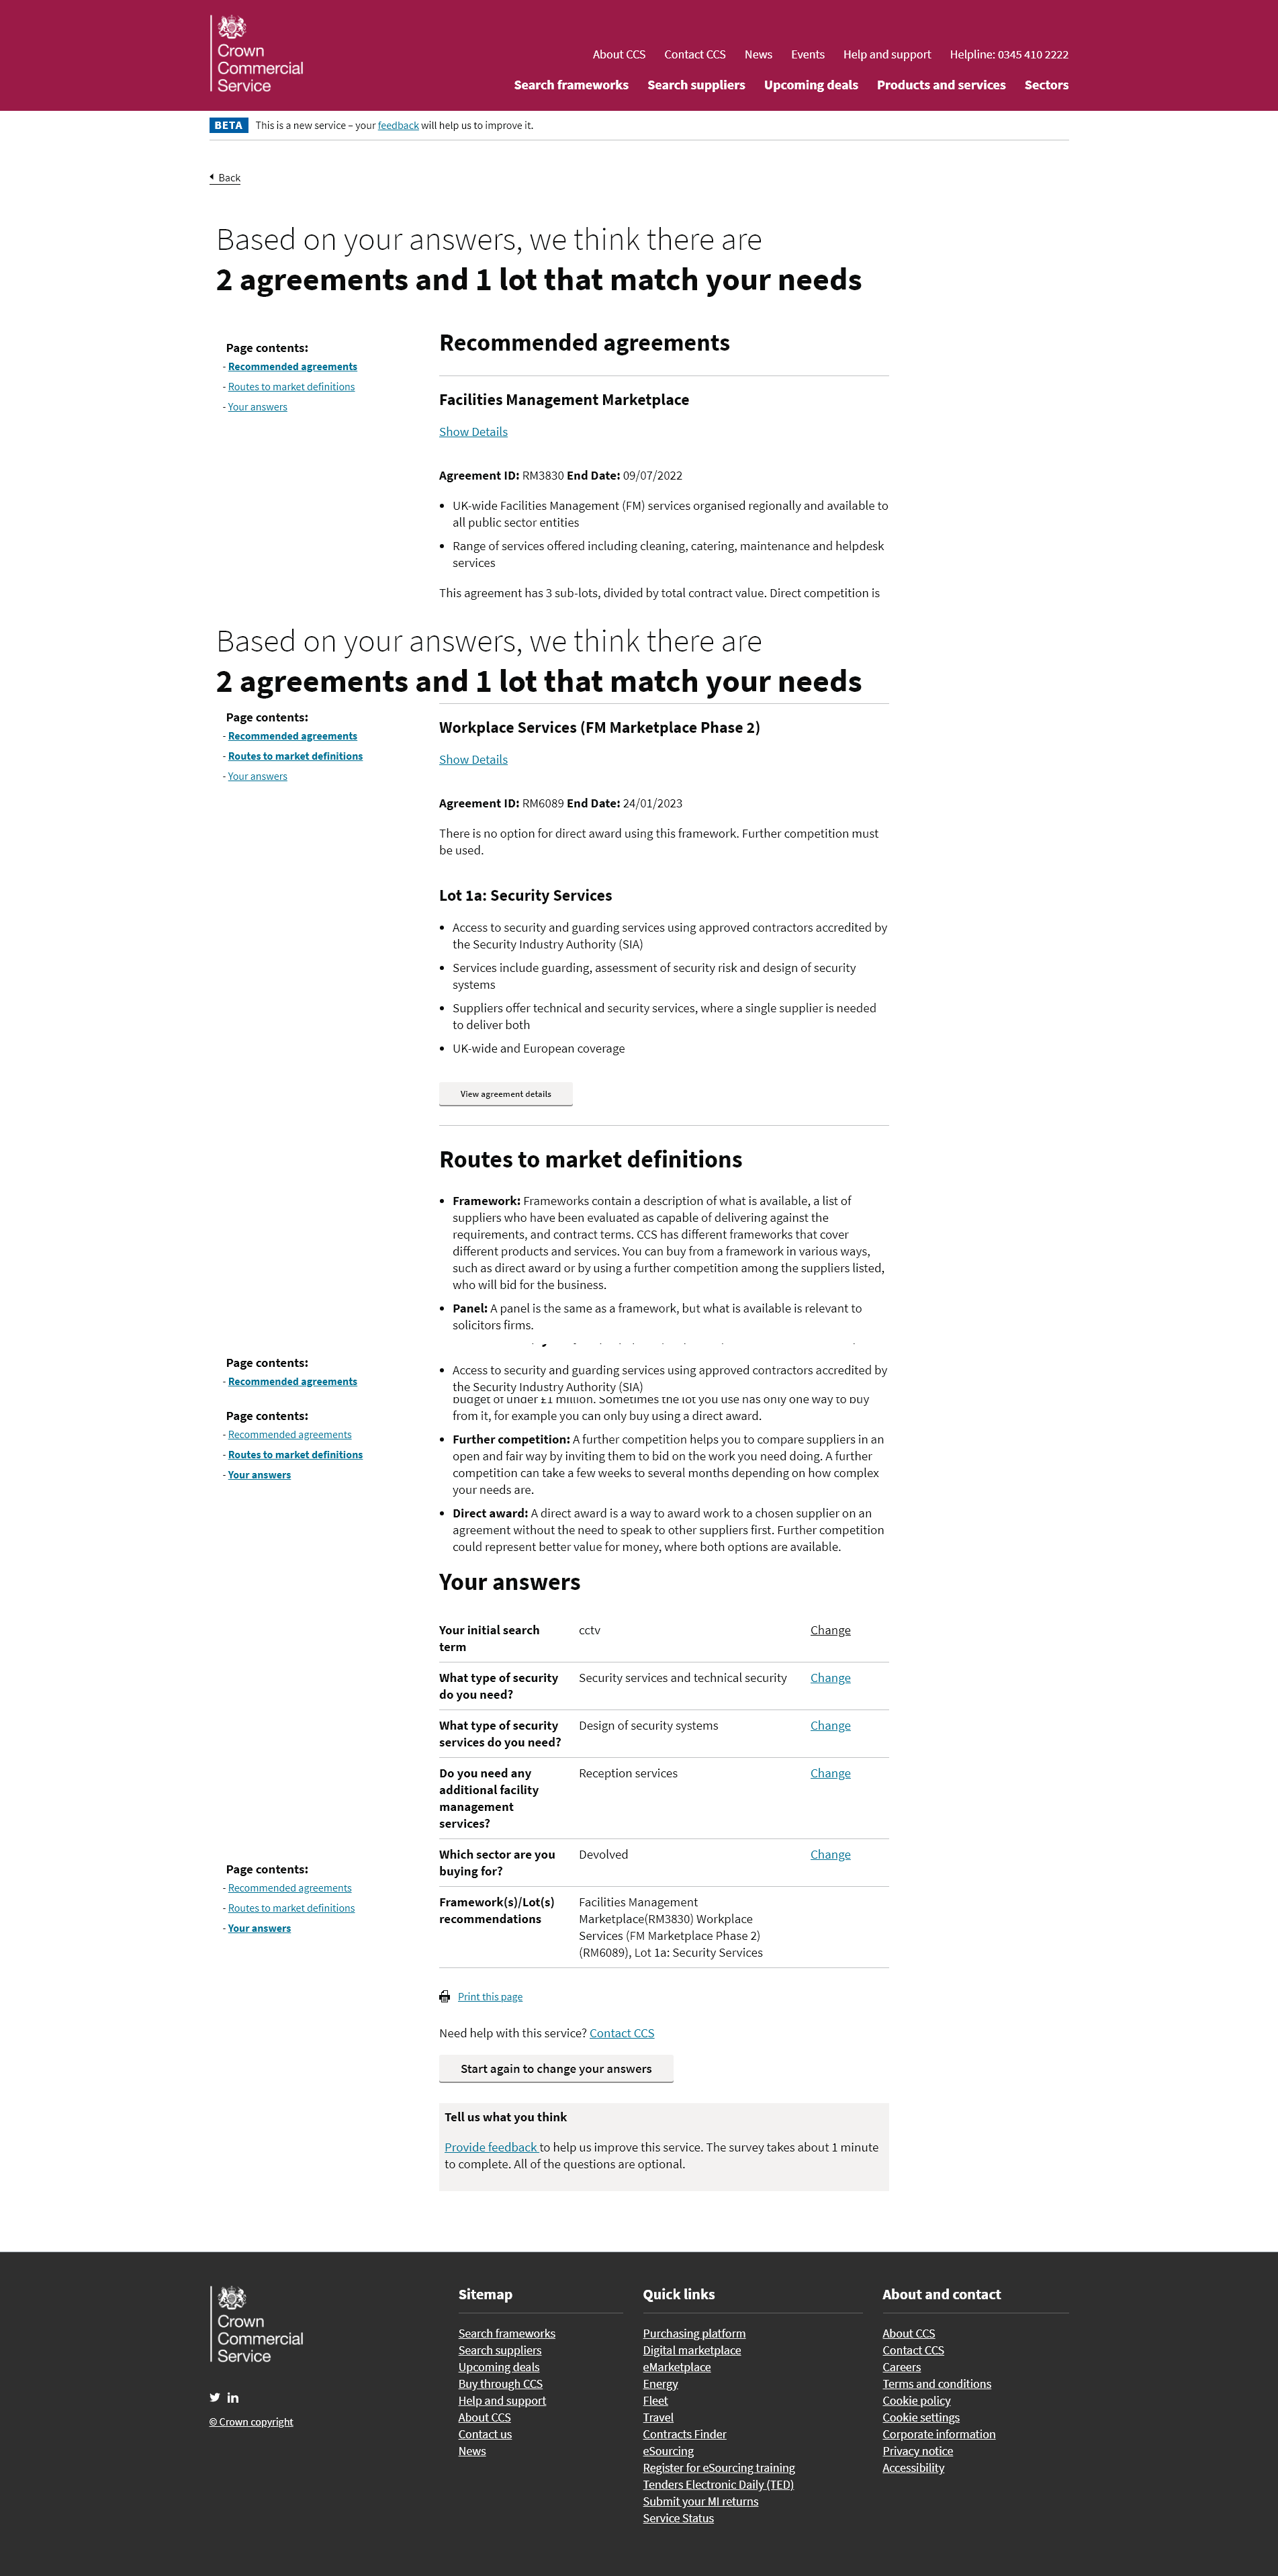 Crown
Commercial
Service
About CCS Contact CCS News Events Help and support Helpline: 0345 410 2222
Search frameworks Search suppliers Upcoming deals Products and services Sectors
BETA This is a new service – your feedback will help us to improve it.
Back
Based on your answers, we think there are
2 agreements and 1 lot that match your needs
Page contents:
- Recommended agreements
- Routes to market definitions
- Your answers
Recommended agreements
Facilities Management Marketplace
Show Details
Agreement ID: RM3830 End Date: 09/07/2022
• UK-wide Facilities Management (FM) services organised regionally and available to
all public sector entities
• Range of services offered including cleaning, catering, maintenance and helpdesk
services
This agreement has 3 sub-lots, divided by total contract value. Direct competition is
Based on your answers, we think there are
2 agreements and 1 lot that match your needs
Page contents:
- Recommended agreements
- Routes to market definitions
- Your answers
Workplace Services (FM Marketplace Phase 2)
Show Details
Agreement ID: RM6089 End Date: 24/01/2023
There is no option for direct award using this framework. Further competition must
be used.
Lot 1a: Security Services
• Access to security and guarding services using approved contractors accredited by
the Security Industry Authority (SIA)
• Services include guarding, assessment of security risk and design of security
systems
• Suppliers offer technical and security services, where a single supplier is needed
to deliver both
• UK-wide and European coverage
View agreement details
Routes to market definitions
• Framework: Frameworks contain a description of what is available, a list of
suppliers who have been evaluated as capable of delivering against the
requirements, and contract terms. CCS has different frameworks that cover
different products and services. You can buy from a framework in various ways,
such as direct award or by using a further competition among the suppliers listed,
who will bid for the business.
• Panel: A panel is the same as a framework, but what is available is relevant to
solicitors firms.
Page contents:
- Recommended agreements
• Access to security and guarding services using approved contractors accredited by
the Security Industry Authority (SIA)
budget of under £1 million. Sometimes the lot you use has only one way to buy
from it, for example you can only buy using a direct award.
Page contents:
- Recommended agreements
- Routes to market definitions
- Your answers
• Further competition: A further competition helps you to compare suppliers in an
open and fair way by inviting them to bid on the work you need doing. A further
competition can take a few weeks to several months depending on how complex
your needs are.
• Direct award: A direct award is a way to award work to a chosen supplier on an
agreement without the need to speak to other suppliers first. Further competition
could represent better value for money, where both options are available.
Your answers
Your initial search cctv Change
term
What type of security Security services and technical security Change
do you need?
What type of security Design of security systems Change
services do you need?
Do you need any Reception services Change
additional facility
management
services?
Which sector are you Devolved Change
buying for?
Page contents:
- Recommended agreements
- Routes to market definitions
- Your answers
Framework(s)/Lot(s) Facilities Management
recommendations Marketplace(RM3830) Workplace
Services (FM Marketplace Phase 2)
(RM6089), Lot 1a: Security Services
Print this page
Need help with this service? Contact CCS
Start again to change your answers
Tell us what you think
Provide feedback to help us improve this service. The survey takes about 1 minute
to complete. All of the questions are optional.
Crown
Commercial
Service
© Crown copyright
Sitemap
Search frameworks
Search suppliers
Upcoming deals
Buy through CCS
Help and support
About CCS
Contact us
News
Quick links
Purchasing platform
Digital marketplace
eMarketplace
Energy
Fleet
Travel
Contracts Finder
eSourcing
Register for eSourcing training
Tenders Electronic Daily (TED)
Submit your MI returns
Service Status
About and contact
About CCS
Contact CCS
Careers
Terms and conditions
Cookie policy
Cookie settings
Corporate information
Privacy notice
Accessibility